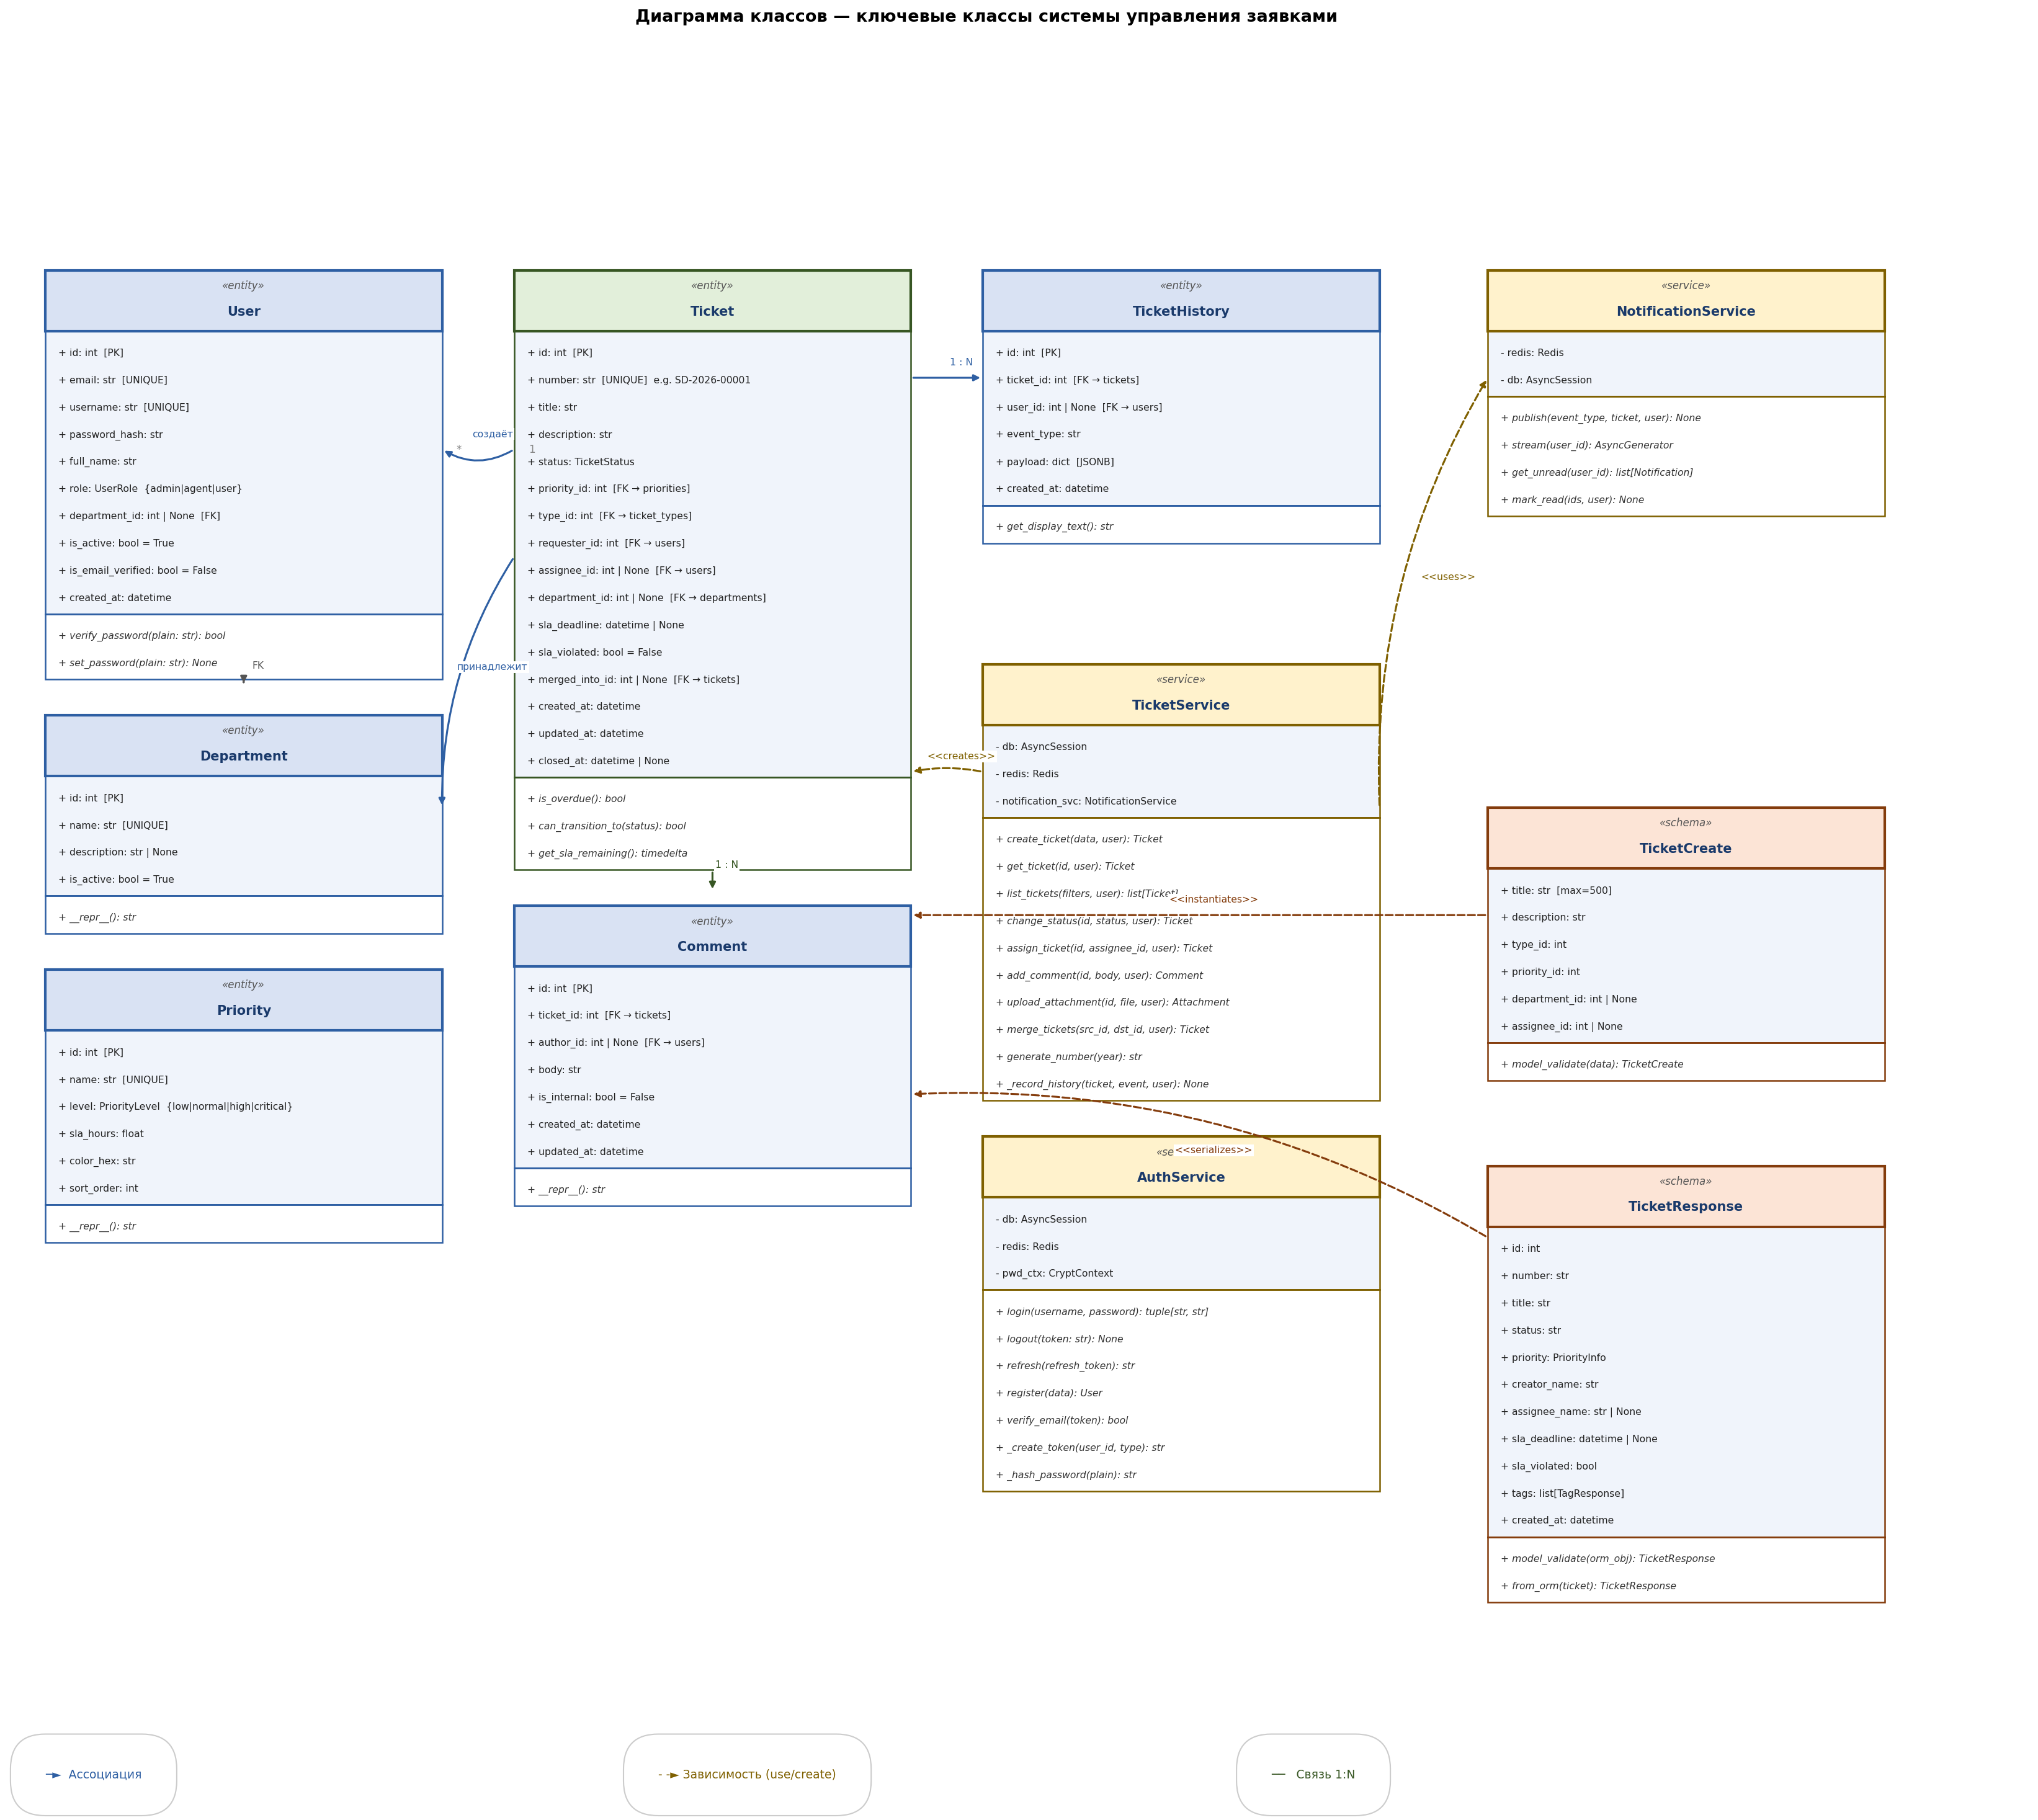 Диаграмма классов — ключевые классы системы управления заявками
«entity»
User
+ id: int  [PK]
+ email: str  [UNIQUE]
+ username: str  [UNIQUE]
+ password_hash: str
+ full_name: str
+ role: UserRole  {admin|agent|user}
+ department_id: int | None  [FK]
+ is_active: bool = True
+ is_email_verified: bool = False
+ created_at: datetime
+ verify_password(plain: str): bool
+ set_password(plain: str): None
FK
«entity»
Department
+ id: int  [PK]
+ name: str  [UNIQUE]
+ description: str | None
+ is_active: bool = True
+ __repr__(): str
«entity»
Priority
+ id: int  [PK]
+ name: str  [UNIQUE]
+ level: PriorityLevel  {low|normal|high|critical}
+ sla_hours: float
+ color_hex: str
+ sort_order: int
+ __repr__(): str
создаёт
*
1
принадлежит
«entity»
Ticket
+ id: int  [PK]
+ number: str  [UNIQUE]  e.g. SD-2026-00001
+ title: str
+ description: str
+ status: TicketStatus
+ priority_id: int  [FK → priorities]
+ type_id: int  [FK → ticket_types]
+ requester_id: int  [FK → users]
+ assignee_id: int | None  [FK → users]
+ department_id: int | None  [FK → departments]
+ sla_deadline: datetime | None
+ sla_violated: bool = False
+ merged_into_id: int | None  [FK → tickets]
+ created_at: datetime
+ updated_at: datetime
+ closed_at: datetime | None
+ is_overdue(): bool
+ can_transition_to(status): bool
+ get_sla_remaining(): timedelta
1 : N
«entity»
Comment
+ id: int  [PK]
+ ticket_id: int  [FK → tickets]
+ author_id: int | None  [FK → users]
+ body: str
+ is_internal: bool = False
+ created_at: datetime
+ updated_at: datetime
+ __repr__(): str
1 : N
«entity»
TicketHistory
+ id: int  [PK]
+ ticket_id: int  [FK → tickets]
+ user_id: int | None  [FK → users]
+ event_type: str
+ payload: dict  [JSONB]
+ created_at: datetime
+ get_display_text(): str
<<creates>>
«service»
TicketService
- db: AsyncSession
- redis: Redis
- notification_svc: NotificationService
+ create_ticket(data, user): Ticket
+ get_ticket(id, user): Ticket
+ list_tickets(filters, user): list[Ticket]
<<instantiates>>
+ change_status(id, status, user): Ticket
+ assign_ticket(id, assignee_id, user): Ticket
+ add_comment(id, body, user): Comment
+ upload_attachment(id, file, user): Attachment
+ merge_tickets(src_id, dst_id, user): Ticket
+ generate_number(year): str
+ _record_history(ticket, event, user): None
<<serializes>>
AuthService
- db: AsyncSession
- redis: Redis
- pwd_ctx: CryptContext
+ login(username, password): tuple[str, str]
+ logout(token: str): None
+ refresh(refresh_token): str
+ register(data): User
+ verify_email(token): bool
+ _create_token(user_id, type): str
+ _hash_password(plain): str
<<uses>>
«service»
NotificationService
- redis: Redis
- db: AsyncSession
+ publish(event_type, ticket, user): None
+ stream(user_id): AsyncGenerator
+ get_unread(user_id): list[Notification]
+ mark_read(ids, user): None
«schema»
TicketCreate
+ title: str  [max=500]
+ description: str
+ type_id: int
+ priority_id: int
+ department_id: int | None
+ assignee_id: int | None
+ model_validate(data): TicketCreate
«schema»
TicketResponse
+ id: int
+ number: str
+ title: str
+ status: str
+ priority: PriorityInfo
+ creator_name: str
+ assignee_name: str | None
+ sla_deadline: datetime | None
+ sla_violated: bool
+ tags: list[TagResponse]
+ created_at: datetime
+ model_validate(orm_obj): TicketResponse
+ from_orm(ticket): TicketResponse
─► Ассоциация
- -► Зависимость (use/create)
── Связь 1:N